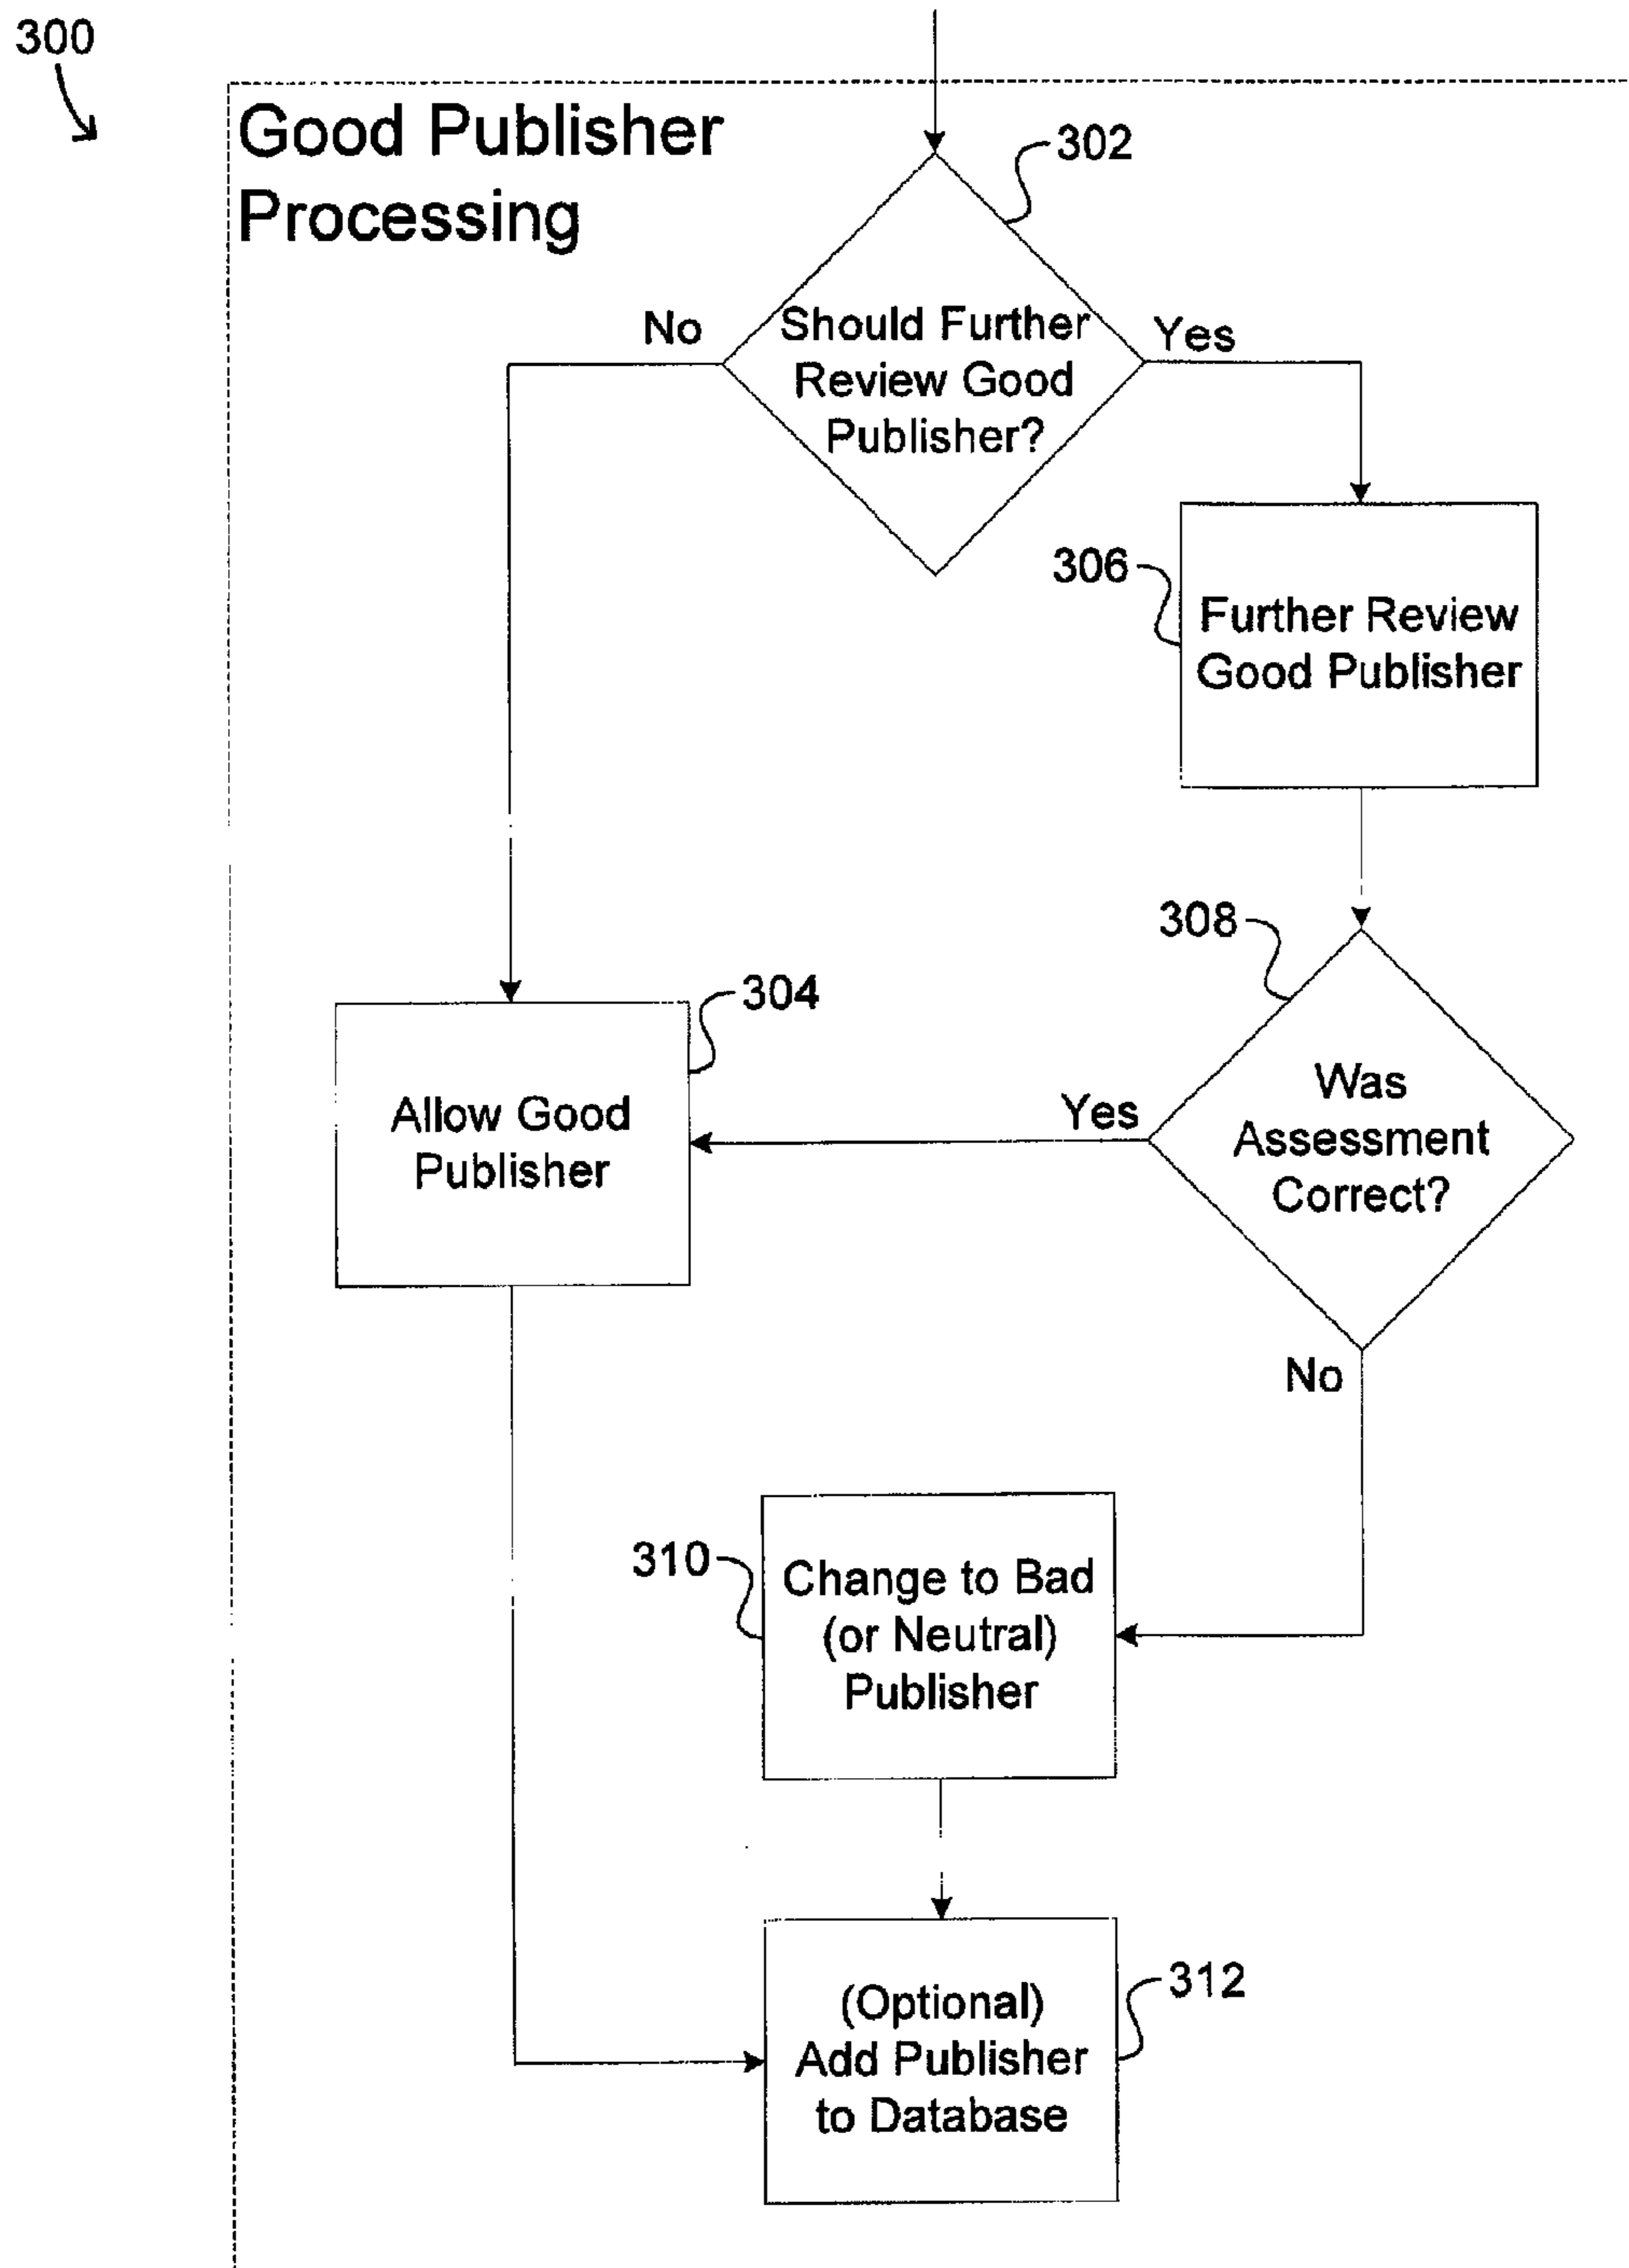 300
Good Publisher
Processing
302
No
Should Further
Review Good
Publisher?
Yes
306
Further Review
Good Publisher
308
304
Allow Good
Publisher
Yes
Was
Assessment
Correct?
No
310
Change to Bad
(or Neutral)
Publisher
312
(Optional)
Add Publisher
to Database